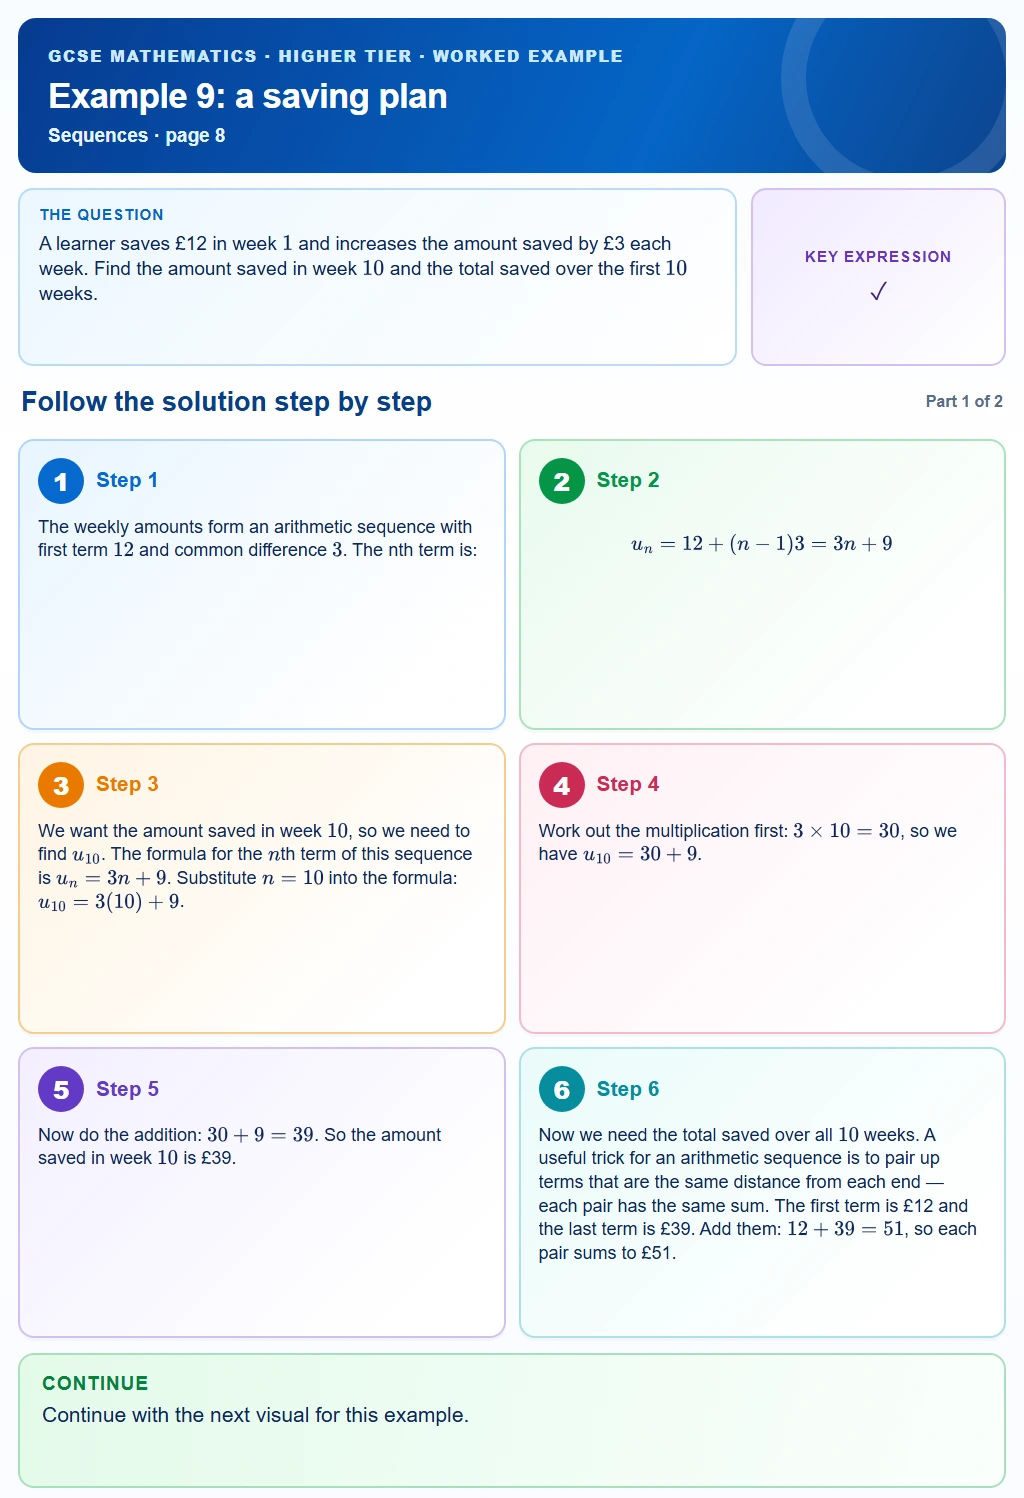 GCSE MATHEMATICS · HIGHER TIER · WORKED EXAMPLE
Example 9: a saving plan
Sequences · page 8
THE QUESTION
A learner saves £12 in week 1 and increases the amount saved by £3 each
week. Find the amount saved in week 10 and the total saved over the first 10
weeks.
KEY EXPRESSION
✓
Follow the solution step by step
Part 1 of 2
1 Step 1
The weekly amounts form an arithmetic sequence with
first term 12 and common difference 3. The nth term is:
2 Step 2
uₙ = 12 + (n − 1)3 = 3n + 9
3 Step 3
We want the amount saved in week 10, so we need to
find u₁₀. The formula for the nth term of this sequence
is uₙ = 3n + 9. Substitute n = 10 into the formula:
u₁₀ = 3(10) + 9.
4 Step 4
Work out the multiplication first: 3 × 10 = 30, so we
have u₁₀ = 30 + 9.
5 Step 5
Now do the addition: 30 + 9 = 39. So the amount
saved in week 10 is £39.
6 Step 6
Now we need the total saved over all 10 weeks. A
useful trick for an arithmetic sequence is to pair up
terms that are the same distance from each end —
each pair has the same sum. The first term is £12 and
the last term is £39. Add them: 12 + 39 = 51, so each
pair sums to £51.
CONTINUE
Continue with the next visual for this example.